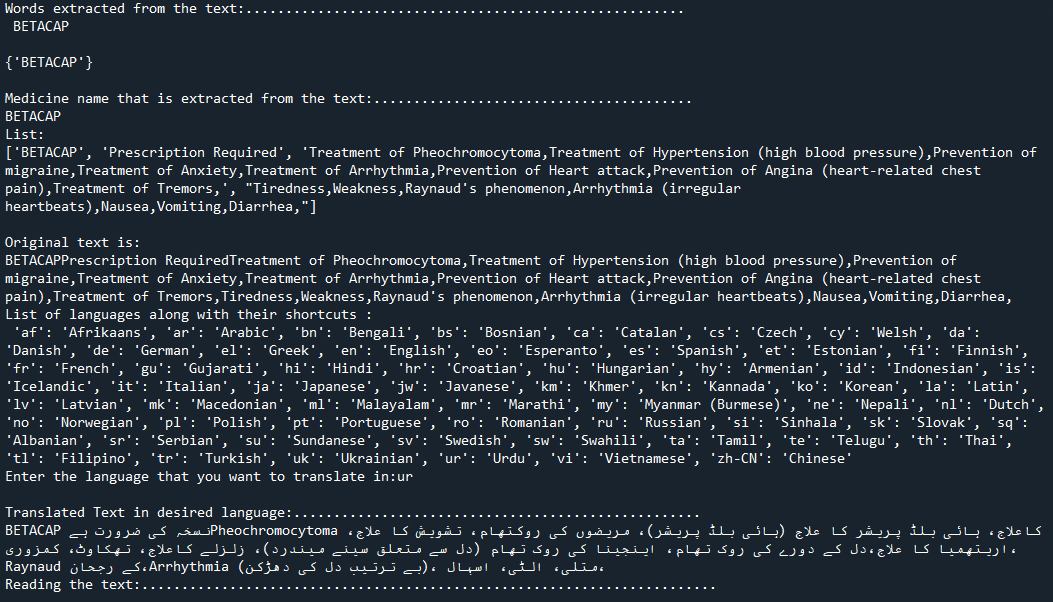 Words extracted from the text:.......................................................
BETACAP
{'BETACAP'}
Medicine name that is extracted from the text:........................................
BETACAP
List:
['BETACAP', 'Prescription Required', 'Treatment of Pheochromocytoma,Treatment of Hypertension (high blood pressure),Prevention of
migraine,Treatment of Anxiety,Treatment of Arrhythmia,Prevention of Heart attack,Prevention of Angina (heart-related chest
pain),Treatment of Tremors,', "Tiredness,Weakness,Raynaud's phenomenon,Arrhythmia (irregular
heartbeats),Nausea,Vomiting,Diarrhea,"]
Original text is:
BETACAPPrescription RequiredTreatment of Pheochromocytoma,Treatment of Hypertension (high blood pressure),Prevention of
migraine,Treatment of Anxiety,Treatment of Arrhythmia,Prevention of Heart attack,Prevention of Angina (heart-related chest
pain),Treatment of Tremors,Tiredness,Weakness,Raynaud's phenomenon,Arrhythmia (irregular heartbeats),Nausea,Vomiting,Diarrhea,
List of languages along with their shortcuts :
'af': 'Afrikaans', 'ar': 'Arabic', 'bn': 'Bengali', 'bs': 'Bosnian', 'ca': 'Catalan', 'cs': 'Czech', 'cy': 'Welsh', 'da':
'Danish', 'de': 'German', 'el': 'Greek', 'en': 'English', 'eo': 'Esperanto', 'es': 'Spanish', 'et': 'Estonian', 'fi': 'Finnish',
'fr': 'French', 'gu': 'Gujarati', 'hi': 'Hindi', 'hr': 'Croatian', 'hu': 'Hungarian', 'hy': 'Armenian', 'id': 'Indonesian', 'is':
'Icelandic', 'it': 'Italian', 'ja': 'Japanese', 'jw': 'Javanese', 'km': 'Khmer', 'kn': 'Kannada', 'ko': 'Korean', 'la': 'Latin',
'lv': 'Latvian', 'mk': 'Macedonian', 'ml': 'Malayalam', 'mr': 'Marathi', 'my': 'Myanmar (Burmese)', 'ne': 'Nepali', 'nl': 'Dutch',
'no': 'Norwegian', 'pl': 'Polish', 'pt': 'Portuguese', 'ro': 'Romanian', 'ru': 'Russian', 'si': 'Sinhala', 'sk': 'Slovak', 'sq':
'Albanian', 'sr': 'Serbian', 'su': 'Sundanese', 'sv': 'Swedish', 'sw': 'Swahili', 'ta': 'Tamil', 'te': 'Telugu', 'th': 'Thai',
'tl': 'Filipino', 'tr': 'Turkish', 'uk': 'Ukrainian', 'ur': 'Urdu', 'vi': 'Vietnamese', 'zh-CN': 'Chinese'
Enter the language that you want to translate in:ur
Translated Text in desired language:.......................................................
BETACAP نسخہ کی ضرورت ہےPheochromocytoma کاعلاج، ہائی بلڈ پریشر کا علاج (ہائی بلڈ پریشر)، مریضوں کی روکتھام، تشویش کا علاج،
اریتھمیا کا علاج،دل کے دورے کی روک تھام، اینجینا کی روک تھام (دل سے متعلق سینے میندرد)، زلزلے کاعلاج، تھکاوٹ، کمزوری،
Raynaud کے رجحان،Arrhythmia (بے ترتیب دل کی دھڑکن)، متلی، الٹی، اسہال،
Reading the text:........................................................................